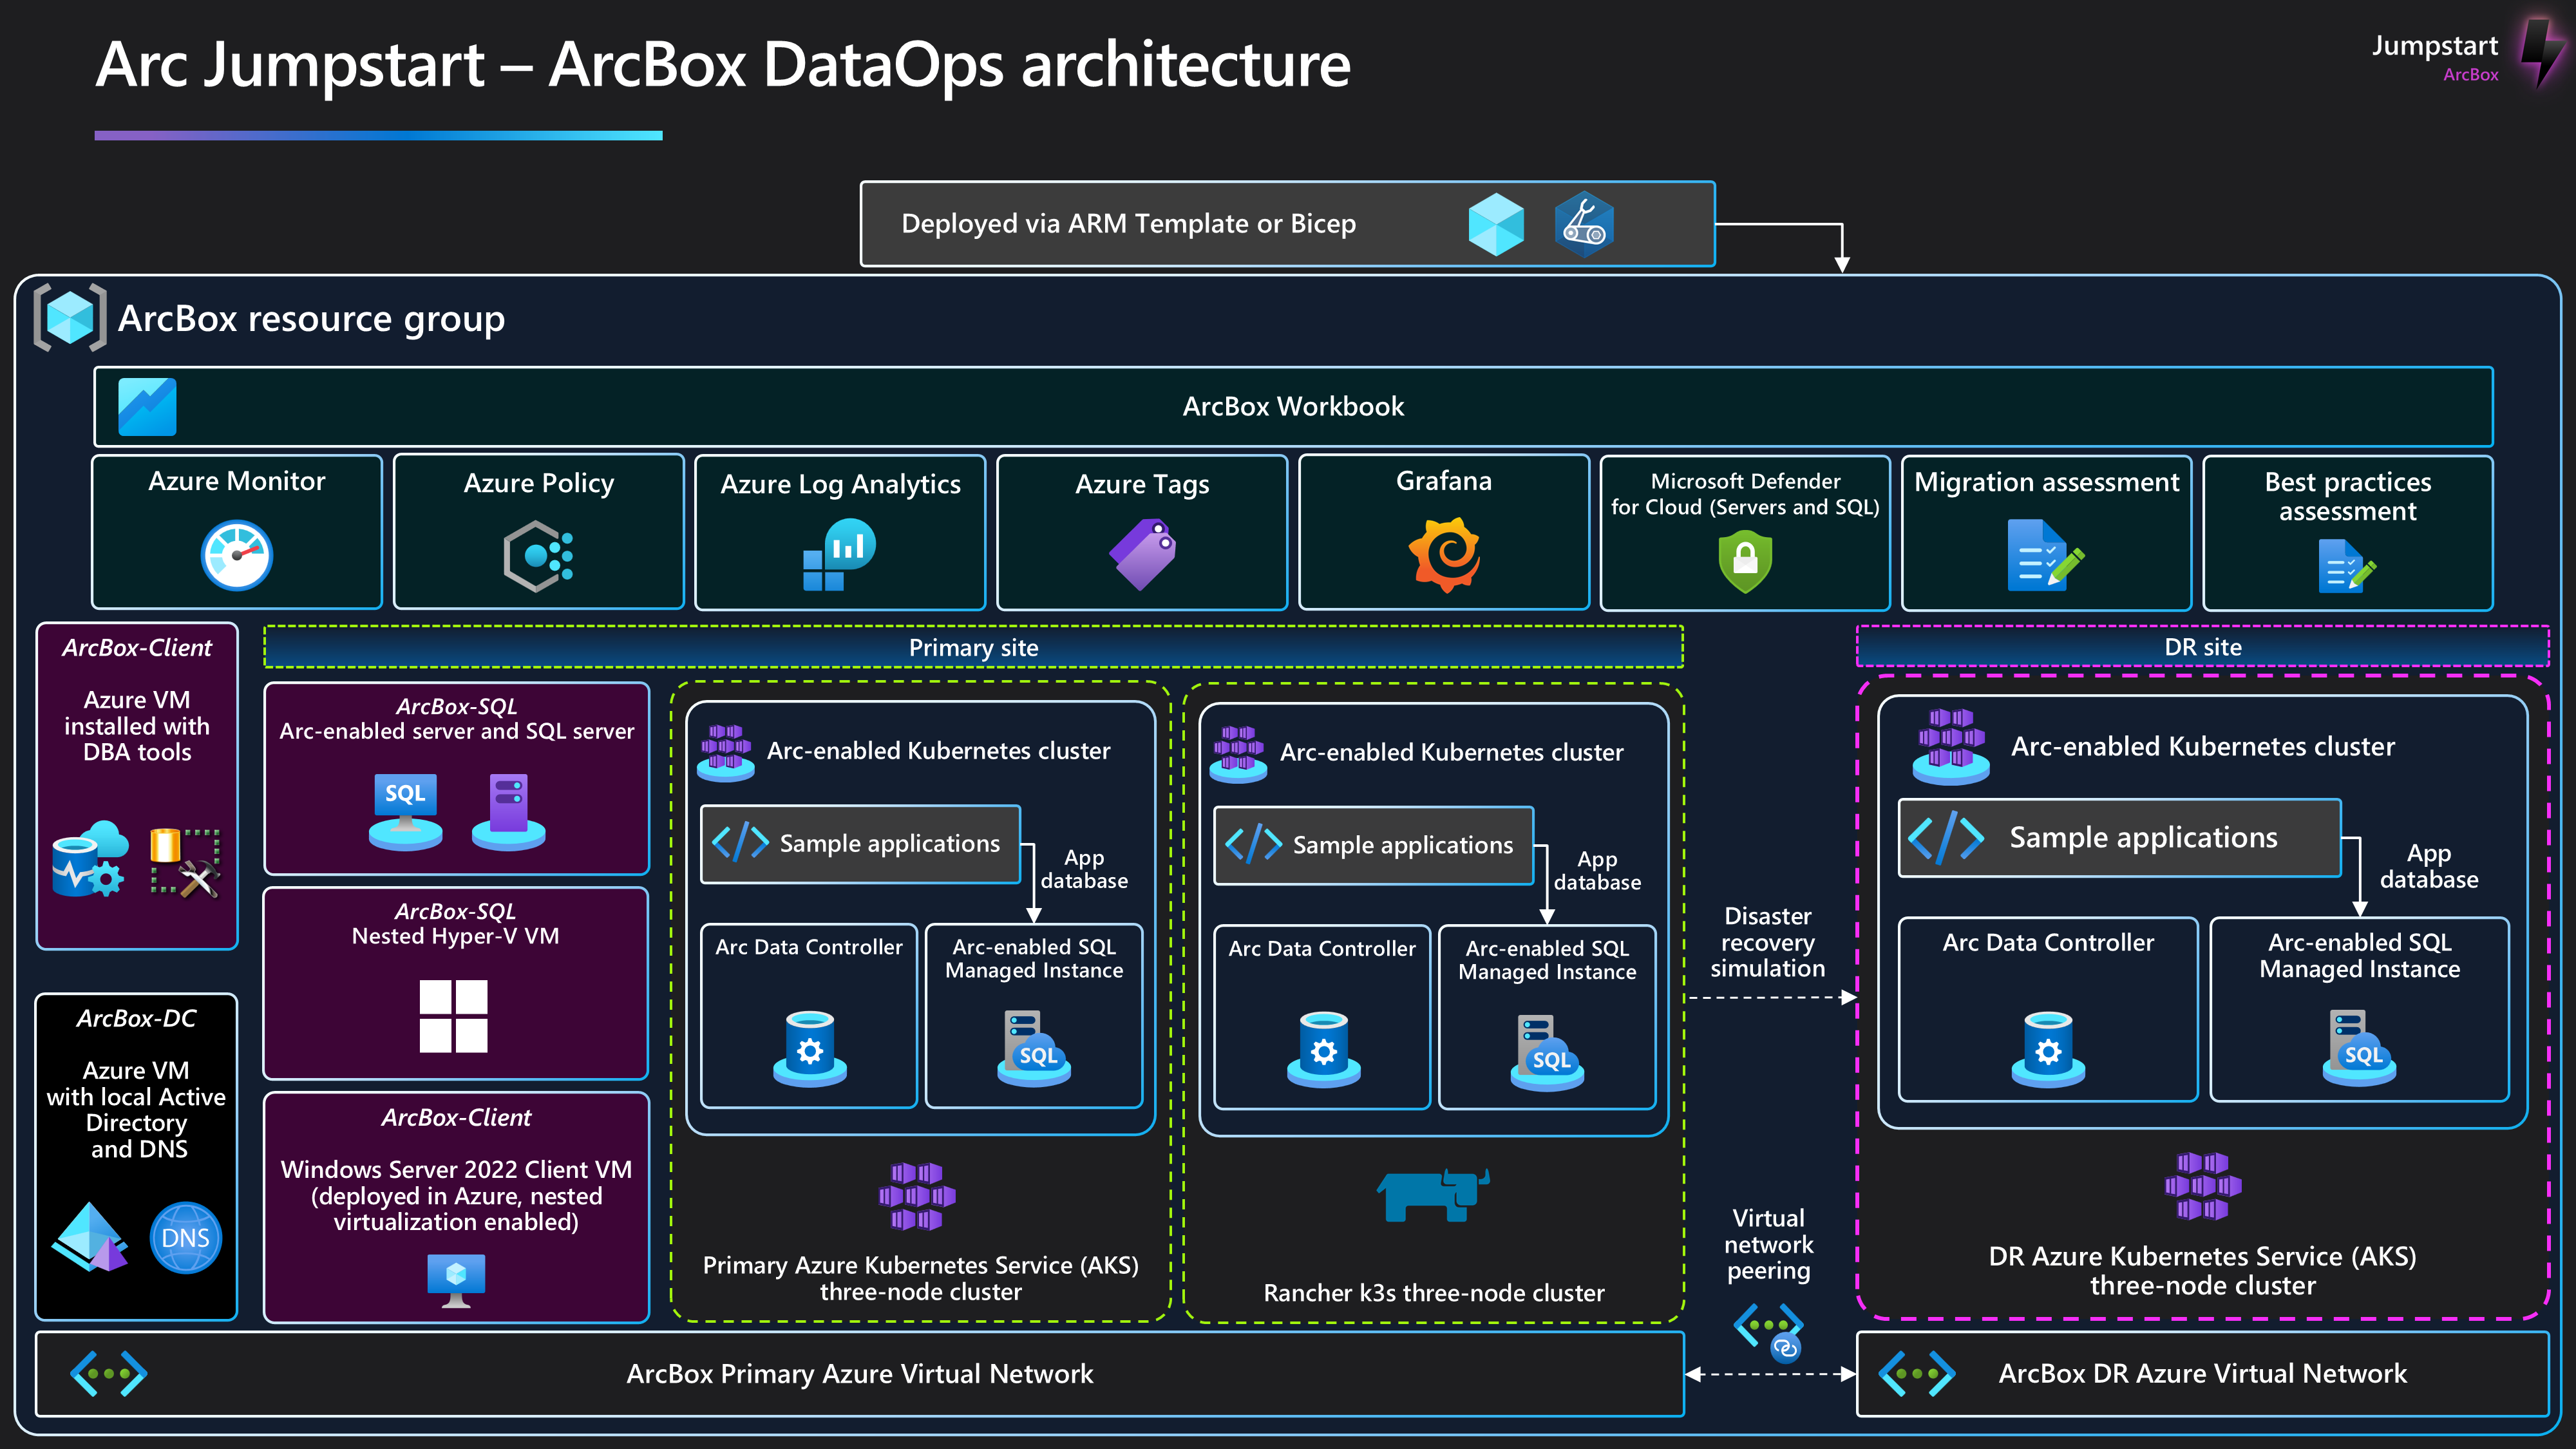 Arc Jumpstart – ArcBox DataOps architecture
Jumpstart
ArcBox
Deployed via ARM Template or Bicep
ArcBox resource group
ArcBox Workbook
Azure Monitor
Azure Policy
Azure Log Analytics
Azure Tags
Grafana
Microsoft Defender
for Cloud (Servers and SQL)
Migration assessment
Best practices
assessment
ArcBox-Client
Azure VM
installed with
DBA tools
ArcBox-DC
Azure VM
with local Active
Directory
and DNS
DNS
Primary site
ArcBox-SQL
Arc-enabled server and SQL server
SQL
ArcBox-SQL
Nested Hyper-V VM
ArcBox-Client
Windows Server 2022 Client VM
(deployed in Azure, nested
virtualization enabled)
Arc-enabled Kubernetes cluster
Sample applications
App
database
Arc Data Controller
Arc-enabled SQL
Managed Instance
SQL
Primary Azure Kubernetes Service (AKS)
three-node cluster
Arc-enabled Kubernetes cluster
Sample applications
App
database
Arc Data Controller
Arc-enabled SQL
Managed Instance
SQL
Rancher k3s three-node cluster
Disaster
recovery
simulation
Virtual
network
peering
DR site
Arc-enabled Kubernetes cluster
Sample applications
App
database
Arc Data Controller
Arc-enabled SQL
Managed Instance
SQL
DR Azure Kubernetes Service (AKS)
three-node cluster
ArcBox Primary Azure Virtual Network
ArcBox DR Azure Virtual Network